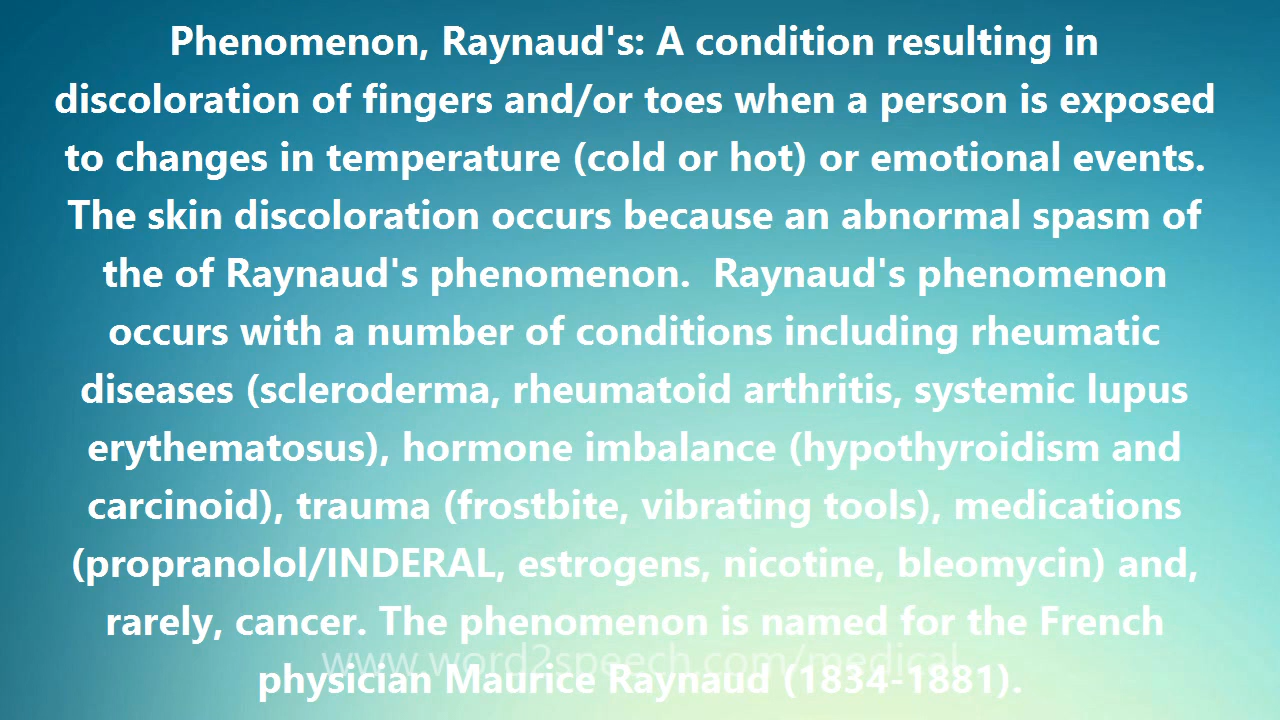 Phenomenon, Raynaud's: A condition resulting in
discoloration of fingers and/or toes when a person is exposed
to changes in temperature (cold or hot) or emotional events.
The skin discoloration occurs because an abnormal spasm of
the of Raynaud's phenomenon.  Raynaud's phenomenon
occurs with a number of conditions including rheumatic
diseases (scleroderma, rheumatoid arthritis, systemic lupus
erythematosus), hormone imbalance (hypothyroidism and
carcinoid), trauma (frostbite, vibrating tools), medications
(propranolol/INDERAL, estrogens, nicotine, bleomycin) and,
rarely, cancer. The phenomenon is named for the French
www.word2speech.com/medical
physician Maurice Raynaud (1834-1881).